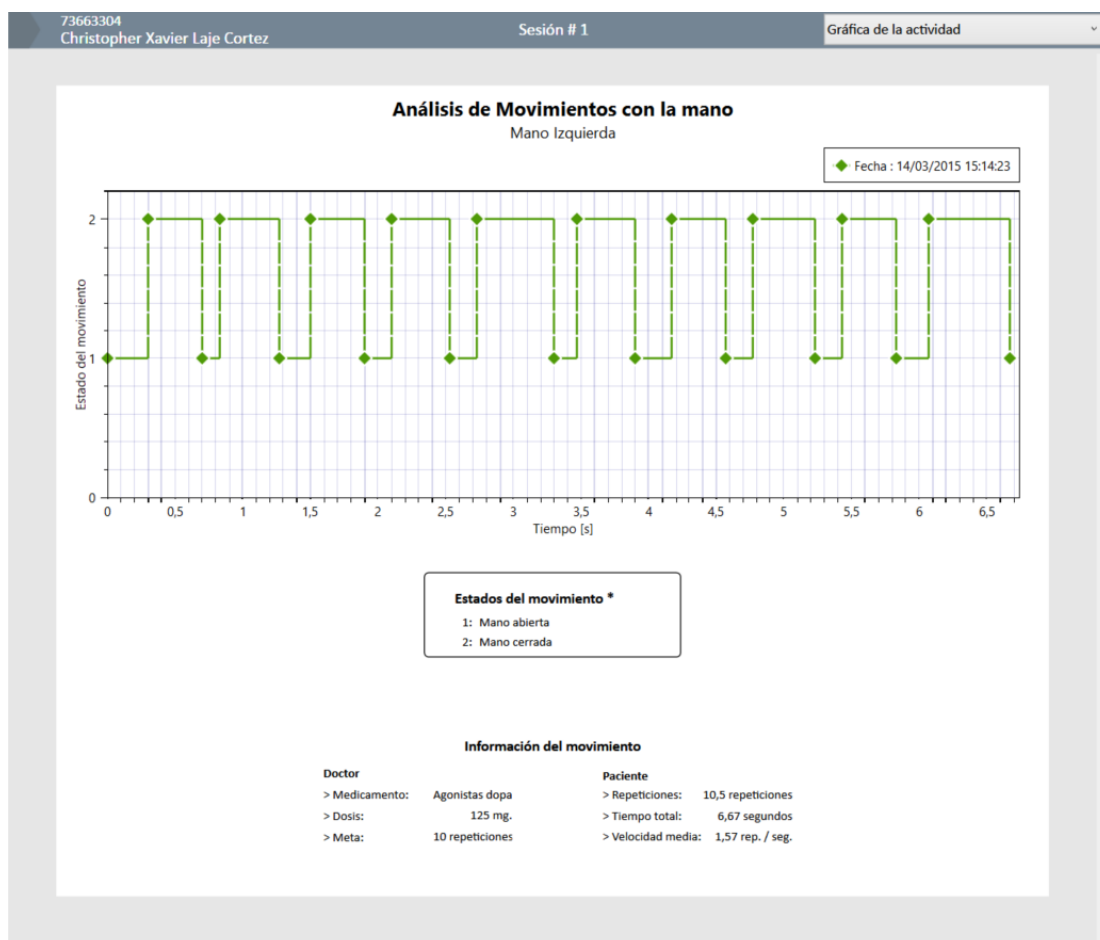 73663304
Christopher Xavier Laje Cortez
Sesión # 1
Gráfica de la actividad
Análisis de Movimientos con la mano
Mano Izquierda
Fecha : 14/03/2015 15:14:23
Estado del movimiento
2
1
0
0 0,5 1 1,5 2 2,5 3 3,5 4 4,5 5 5,5 6 6,5
Tiempo [s]
Estados del movimiento *
1: Mano abierta
2: Mano cerrada
Información del movimiento
Doctor
> Medicamento: Agonistas dopa
> Dosis: 125 mg.
> Meta: 10 repeticiones
Paciente
> Repeticiones: 10,5 repeticiones
> Tiempo total: 6,67 segundos
> Velocidad media: 1,57 rep. / seg.